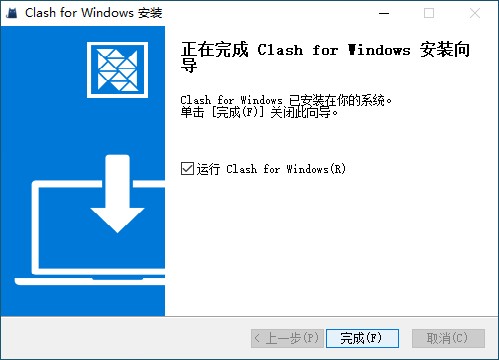 Clash for Windows 安装
正在完成 Clash for Windows 安装向
导
Clash for Windows 已安装在你的系统。
单击 [完成(F)] 关闭此向导。
运行 Clash for Windows(R)
< 上一步(P)
完成(F)
取消(C)